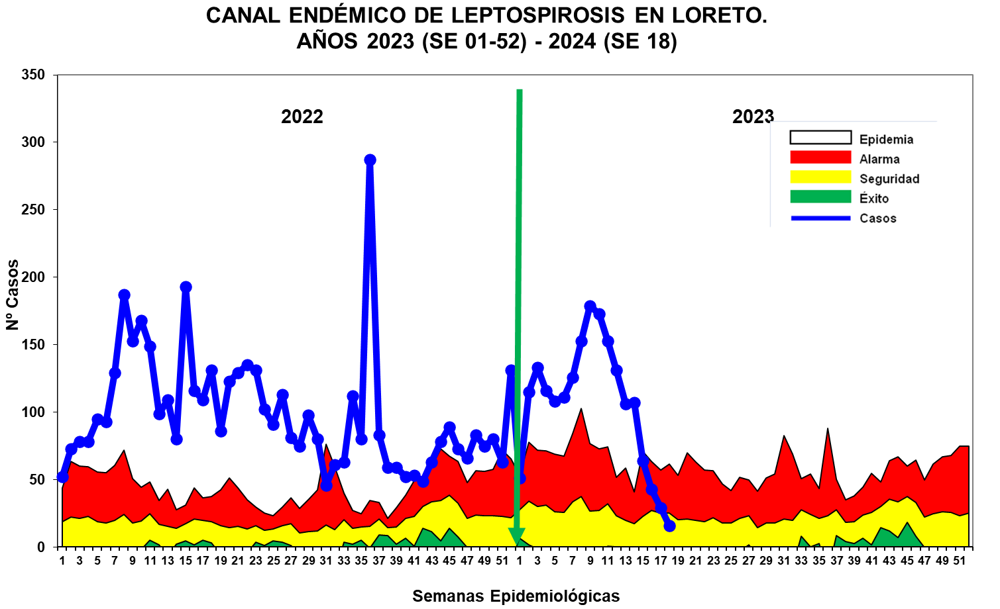 CANAL ENDÉMICO DE LEPTOSPIROSIS EN LORETO.
AÑOS 2023 (SE 01-52) - 2024 (SE 18)
350
300
250
200
150
100
50
0
Nº Casos
2022
2023
Epidemia
Alarma
Seguridad
Éxito
Casos
1 3 5 7 9 11 13 15 17 19 21 23 25 27 29 31 33 35 37 39 41 43 45 47 49 51 1 3 5 7 9 11 13 15 17 19 21 23 25 27 29 31 33 35 37 39 41 43 45 47 49 51
Semanas Epidemiológicas